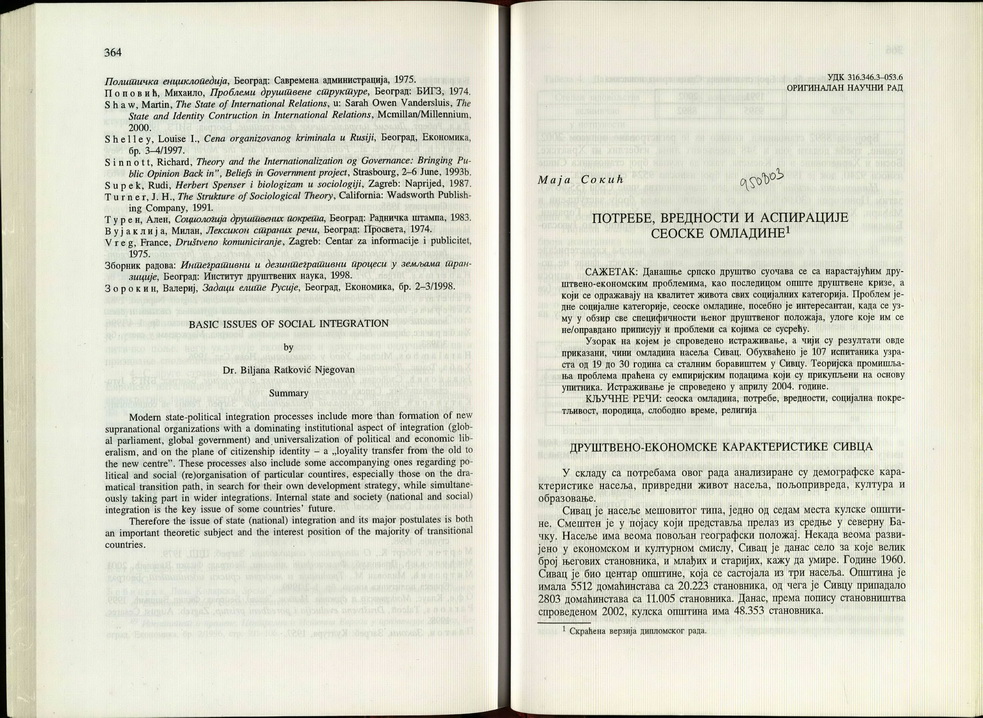 364
Политичка енциклопедија, Београд: Савремена администрација, 1975.
Поповић, Михаило, Проблеми друштвене структуре, Београд: БИГЗ, 1974.
Shaw, Martin, The State of International Relations, u: Sarah Owen Vandersluis, The
State and Identity Contruction in International Relations, Mcmillan/Millennium,
2000.
Shelley, Louise I., Cena organizovanog kriminala u Rusiji, Београд, Економика,
бр. 3–4/1997.
Sinnott, Richard, Theory and the Internationalization og Governance: Bringing Pu-
blic Opinion Back in”, Beliefs in Government project, Strasbourg, 2–6 June, 1993b.
Supek, Rudi, Herbert Spenser i biologizam u sociologiji, Zagreb: Naprijed, 1987.
Turner, J. H., The Strukture of Sociological Theory, California: Wadsworth Publish-
ing Company, 1991.
Турен, Ален, Социологија друштвених покрета, Београд: Радничка штампа, 1983.
Вујаклија, Милан, Лексикон страних речи, Београд: Просвета, 1974.
Vreg, France, Društveno komuniciranje, Zagreb: Centar za informacije i publicitet,
1975.
Зборник радова: Интегративни и дезинтегративни процеси у земљама тран-
зиције, Београд: Институт друштвених наука, 1998.
Зорокин, Валериј, Задаци елите Русије, Београд, Економика, бр. 2–3/1998.
BASIC ISSUES OF SOCIAL INTEGRATION
by
Dr. Biljana Ratković Njegovan
Summary
Modern state-political integration processes include more than formation of new
supranational organizations with a dominating institutional aspect of integration (glob-
al parliament, global government) and universalization of political and economic lib-
eralism, and on the plane of citizenship identity – a „loyality transfer from the old to
the new centre”. These processes also include some accompanying ones regarding po-
litical and social (re)organisation of particular countires, especially those on the dra-
matical transition path, in search for their own development strategy, while simultane-
ously taking part in wider integrations. Internal state and society (national and social)
integration is the key issue of some countries’ future.
Therefore the issue of state (national) integration and its major postulates is both
an important theoretic subject and the interest position of the majority of transitional
countries.
УДК 316.346.3–053.6
ОРИГИНАЛАН НАУЧНИ РАД
Маја Сокић
950803
ПОТРЕБЕ, ВРЕДНОСТИ И АСПИРАЦИЈЕ
СЕОСКЕ ОМЛАДИНЕ¹
САЖЕТАК: Данашње српско друштво суочава се са нарастајућим дру-
штвено-економским проблемима, као последицом опште друштвене кризе, а
који се одражавају на квалитет живота свих социјалних категорија. Проблем је-
дне социјалне категорије, сеоске омладине, посебно је интересантан, када се уз-
му у обзир све специфичности њеног друштвеног положаја, улоге које им се
не/оправдано приписују и проблеми са којима се сусрећу.
Узорак на којем је спроведено истраживање, а чији су резултати овде
приказани, чини омладина насеља Сивац. Обухваћено је 107 испитаника узра-
ста од 19 до 30 година са сталним боравиштем у Сивцу. Теоријска промишља-
ња проблема праћена су емпиријским подацима који су прикупљени на основу
упитника. Истраживање је спроведено у априлу 2004. године.
КЉУЧНЕ РЕЧИ: сеоска омладина, потребе, вредности, социјална покре-
тљивост, породица, слободно време, религија
ДРУШТВЕНО-ЕКОНОМСКЕ КАРАКТЕРИСТИКЕ СИВЦА
У складу са потребама овог рада анализиране су демографске кара-
ктеристике насеља, привредни живот насеља, пољопривреда, култура и
образовање.
Сивац је насеље мешовитог типа, једно од седам места кулске општи-
не. Смештен је у појасу који представља прелаз из средње у северну Ба-
чку. Насеље има веома повољан географски положај. Некада веома разви-
јено у економском и културном смислу, Сивац је данас село за које велик
број његових становника, и млађих и старијих, кажу да умире. Године 1960.
Сивац је био центар општине, која се састојала из три насеља. Општина је
имала 5512 домаћинстава са 20.223 становника, од чега је Сивцу припадало
2803 домаћинстава са 11.005 становника. Данас, према попису становништва
спроведеном 2002, кулска општина има 48.353 становника.
¹ Скраћена верзија дипломског рада.